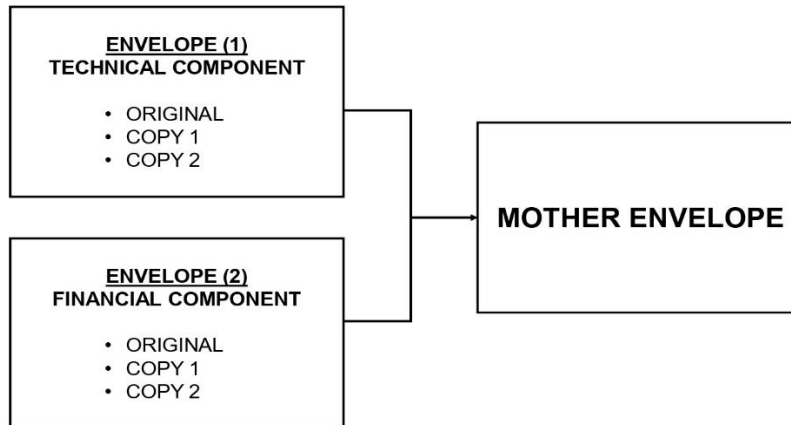 ENVELOPE (1)
TECHNICAL COMPONENT
• ORIGINAL
• COPY 1
• COPY 2
ENVELOPE (2)
FINANCIAL COMPONENT
• ORIGINAL
• COPY 1
• COPY 2
MOTHER ENVELOPE